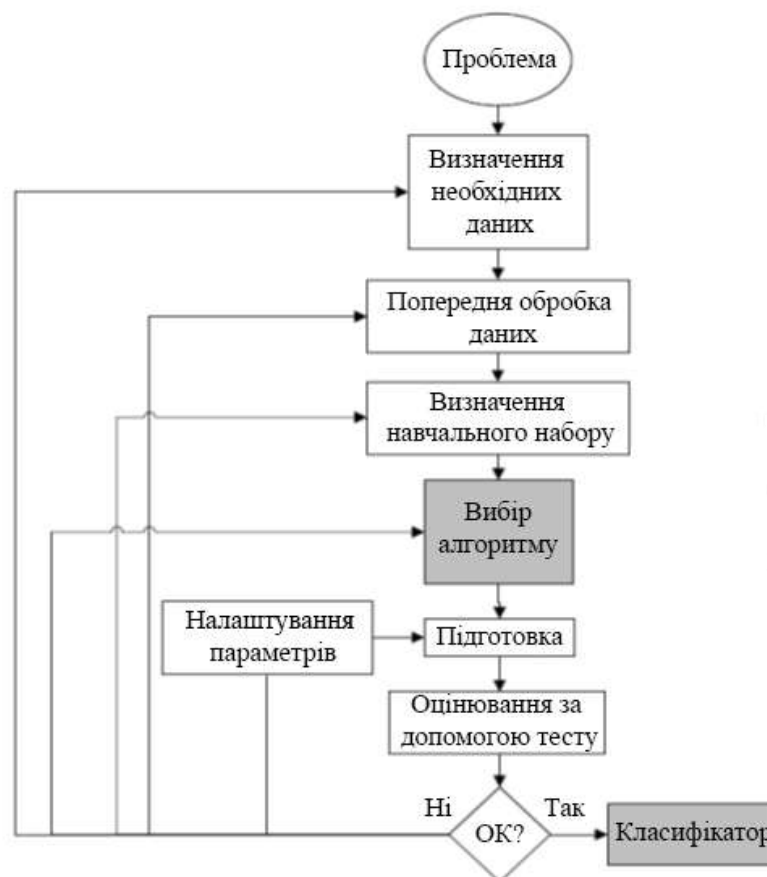 Проблема
Визначення
необхідних
даних
Попередня обробка
даних
Визначення
навчального набору
Вибір
алгоритму
Налаштування
параметрів
Підготовка
Оцінювання за
допомогою тесту
Ні
ОК?
Так
Класифікатор